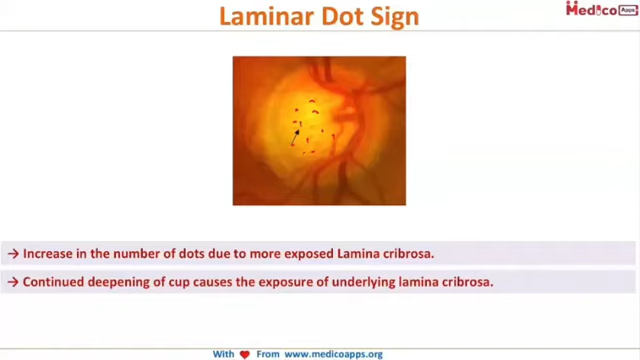 Laminar Dot Sign
Medico Apps
→ Increase in the number of dots due to more exposed Lamina cribrosa.
→ Continued deepening of cup causes the exposure of underlying lamina cribrosa.
With ♥ From www.medicoapps.org